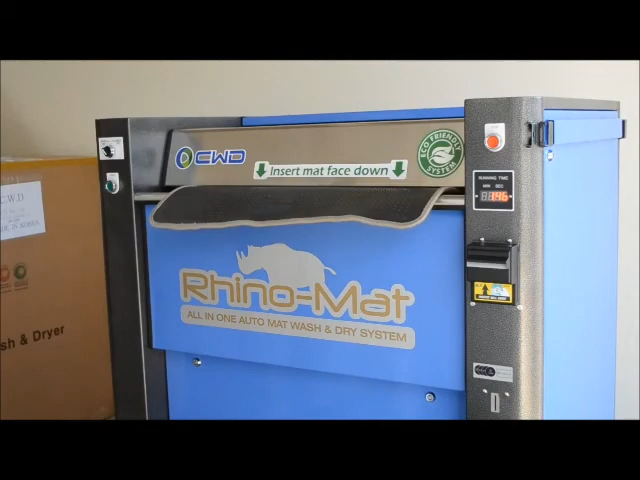 CWD
Insert mat face down
ECO FRIENDLY
SYSTEM
RUNNING TIME
MIN SEC
C.W.D
Rhino-Mat
ALL IN ONE AUTO MAT WASH & DRY SYSTEM
sh & Dryer